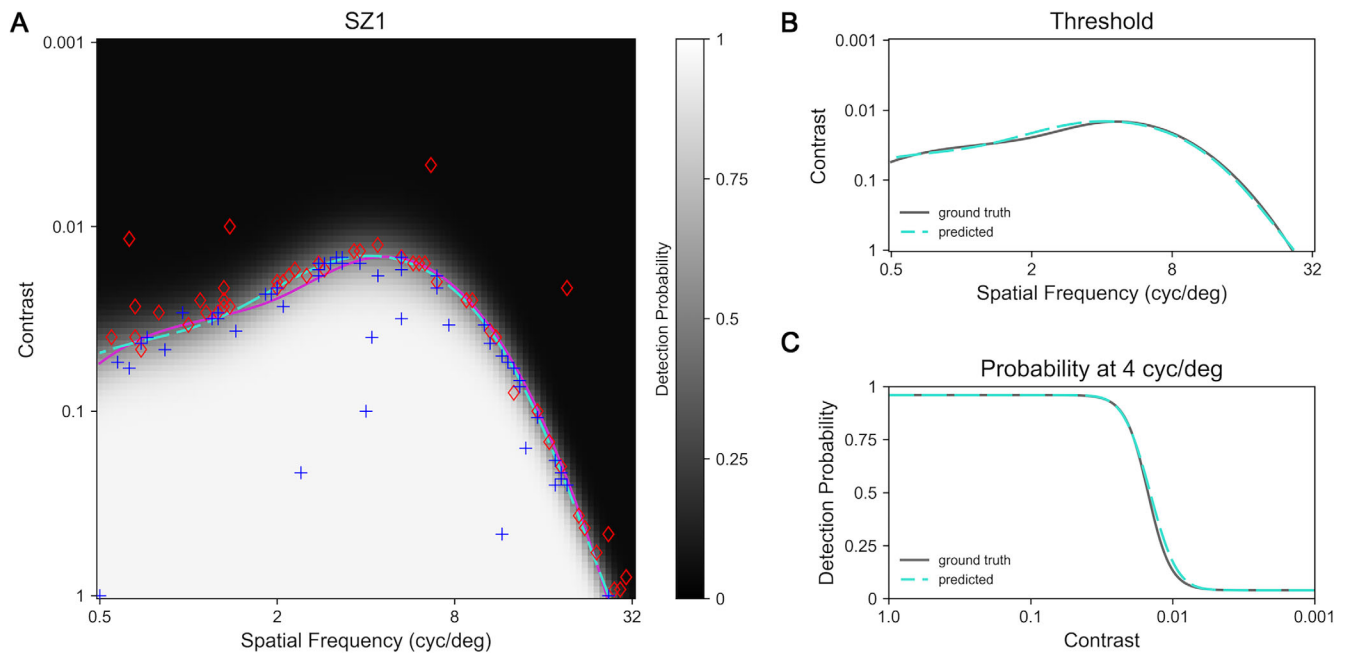 A
SZ1
0.001
0.01
0.1
1
Contrast
0.5
2
8
32
Spatial Frequency (cyc/deg)
1
0.75
0.5
0.25
0
Detection Probability
B
Threshold
0.001
0.01
0.1
1
Contrast
ground truth
predicted
0.5
2
8
32
Spatial Frequency (cyc/deg)
C
Probability at 4 cyc/deg
1
0.75
0.5
0.25
0
Detection Probability
ground truth
predicted
1.0
0.1
0.01
0.001
Contrast